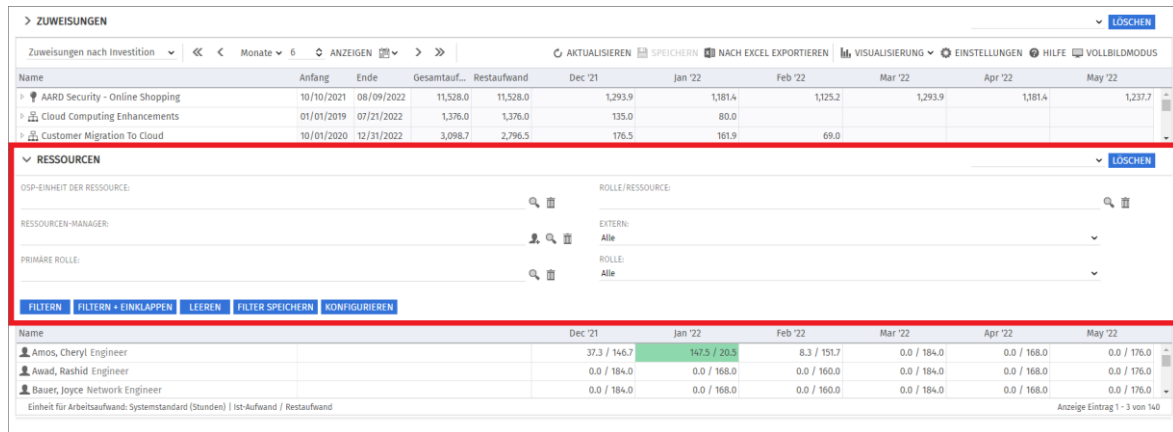 ZUWEISUNGEN LÖSCHEN
Zuweisungen nach Investition Monate 6 ANZEIGEN AKTUALISIEREN SPEICHERN NACH EXCEL EXPORTIEREN VISUALISIERUNG EINSTELLUNGEN HILFE VOLLBILDMODUS
Name Anfang Ende Gesamtauf... Restaufwand Dec '21 Jan '22 Feb '22 Mar '22 Apr '22 May '22
AARD Security - Online Shopping 10/10/2021 08/09/2022 11,528.0 11,528.0 1,293.9 1,181.4 1,125.2 1,293.9 1,181.4 1,237.7
Cloud Computing Enhancements 01/01/2019 07/21/2022 1,376.0 1,376.0 135.0 80.0
Customer Migration To Cloud 10/01/2020 12/31/2022 3,098.7 2,796.5 176.5 161.9 69.0
RESSOURCEN LÖSCHEN
OSP-EINHEIT DER RESSOURCE: ROLLE/RESSOURCE:
RESSOURCEN-MANAGER: EXTERN:
Alle
PRIMÄRE ROLLE: ROLLE:
Alle
FILTERN FILTERN + EINKLAPPEN LEEREN FILTER SPEICHERN KONFIGURIEREN
Name Dec '21 Jan '22 Feb '22 Mar '22 Apr '22 May '22
Amos, Cheryl Engineer 37.3 / 146.7 147.5 / 20.5 8.3 / 151.7 0.0 / 184.0 0.0 / 168.0 0.0 / 176.0
Awad, Rashid Engineer 0.0 / 184.0 0.0 / 168.0 0.0 / 160.0 0.0 / 184.0 0.0 / 168.0 0.0 / 176.0
Bauer, Joyce Network Engineer 0.0 / 184.0 0.0 / 168.0 0.0 / 160.0 0.0 / 184.0 0.0 / 168.0 0.0 / 176.0
Einheit für Arbeitsaufwand: Systemstandard (Stunden) | Ist-Aufwand / Restaufwand Anzeige Eintrag 1 - 3 von 140